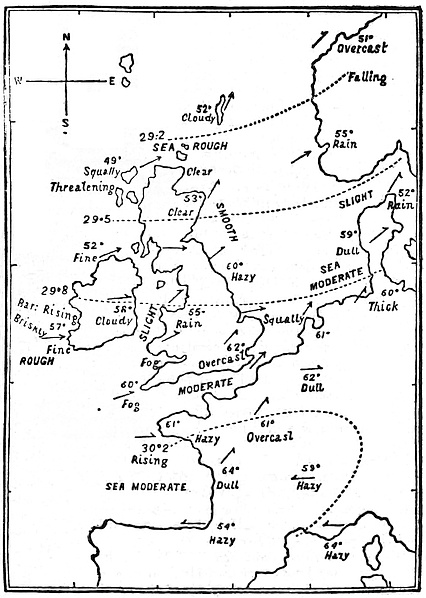 N
W E
S
51°
Overcast
Falling
52°
Cloudy
29·2
SEA ROUGH
55°
Rain
49°
Squally
Threatening
Clear
53°
Clear
29·5
SMOOTH
SLIGHT
52°
Rain
59°
Dull
52°
Fine
60°
Hazy
SEA
MODERATE
29·8
60°
Thick
Bar: Rising
Briskly
57°
Fine
ROUGH
Cloudy
SLIGHT
55·
Rain
Squally
61°
Fog
62°
Overcast
60°
Fog
MODERATE
62°
Dull
61°
Hazy
61°
Overcast
30°2
Rising
64°
Dull
59°
Hazy
SEA MODERATE
54°
Hazy
64°
Hazy